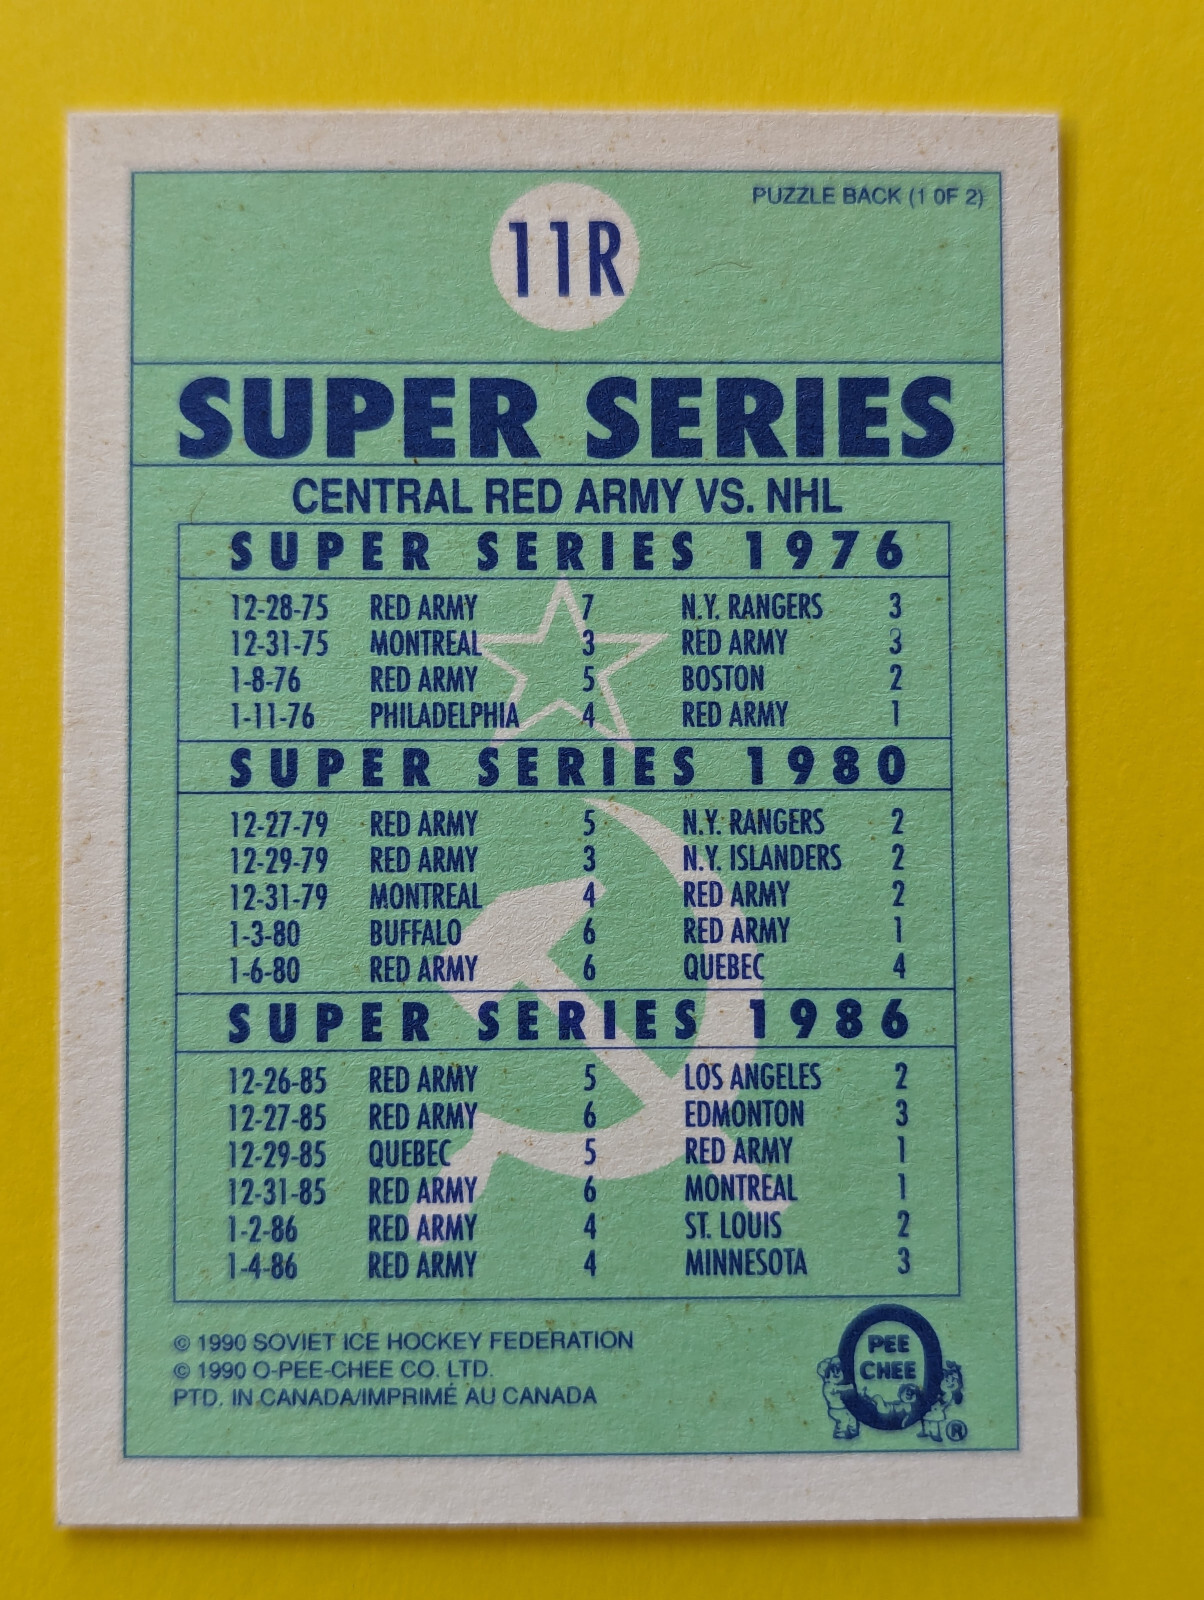 PUZZLE BACK (1 OF 2)
11R
SUPER SERIES
CENTRAL RED ARMY VS. NHL
SUPER SERIES 1976
12-28-75 RED ARMY 7 N.Y. RANGERS 3
12-31-75 MONTREAL 3 RED ARMY 3
1-8-76 RED ARMY 5 BOSTON 2
1-11-76 PHILADELPHIA 4 RED ARMY 1
SUPER SERIES 1980
12-27-79 RED ARMY 5 N.Y. RANGERS 2
12-29-79 RED ARMY 3 N.Y. ISLANDERS 2
12-31-79 MONTREAL 4 RED ARMY 2
1-3-80 BUFFALO 6 RED ARMY 1
1-6-80 RED ARMY 6 QUEBEC 4
SUPER SERIES 1986
12-26-85 RED ARMY 5 LOS ANGELES 2
12-27-85 RED ARMY 6 EDMONTON 3
12-29-85 QUEBEC 5 RED ARMY 1
12-31-85 RED ARMY 6 MONTREAL 1
1-2-86 RED ARMY 4 ST. LOUIS 2
1-4-86 RED ARMY 4 MINNESOTA 3
© 1990 SOVIET ICE HOCKEY FEDERATION
© 1990 O-PEE-CHEE CO. LTD.
PTD. IN CANADA/IMPRIMÉ AU CANADA
O
PEE
CHEE
®